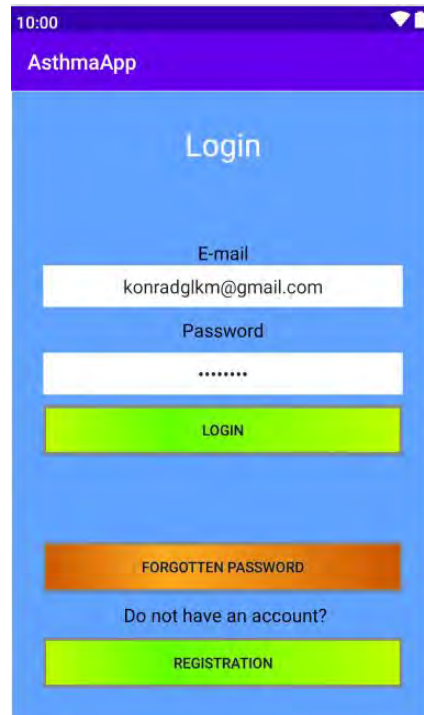 10:00
AsthmaApp
Login
E-mail
konradglkm@gmail.com
Password
••••••••
LOGIN
FORGOTTEN PASSWORD
Do not have an account?
REGISTRATION